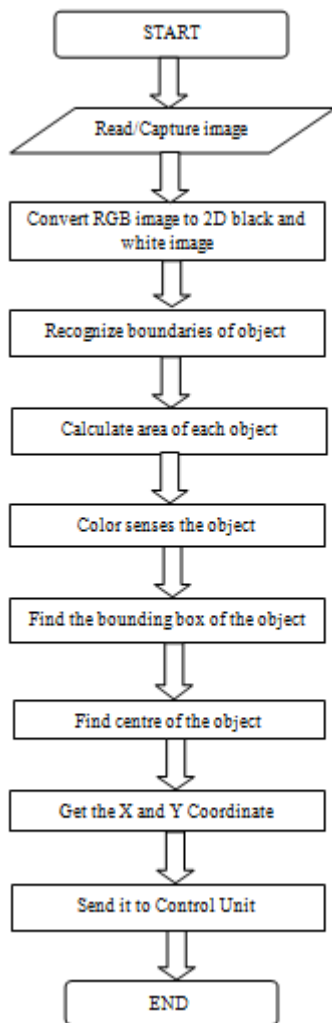 START
Read/Capture image
Convert RGB image to 2D black and
white image
Recognize boundaries of object
Calculate area of each object
Color senses the object
Find the bounding box of the object
Find centre of the object
Get the X and Y Coordinate
Send it to Control Unit
END